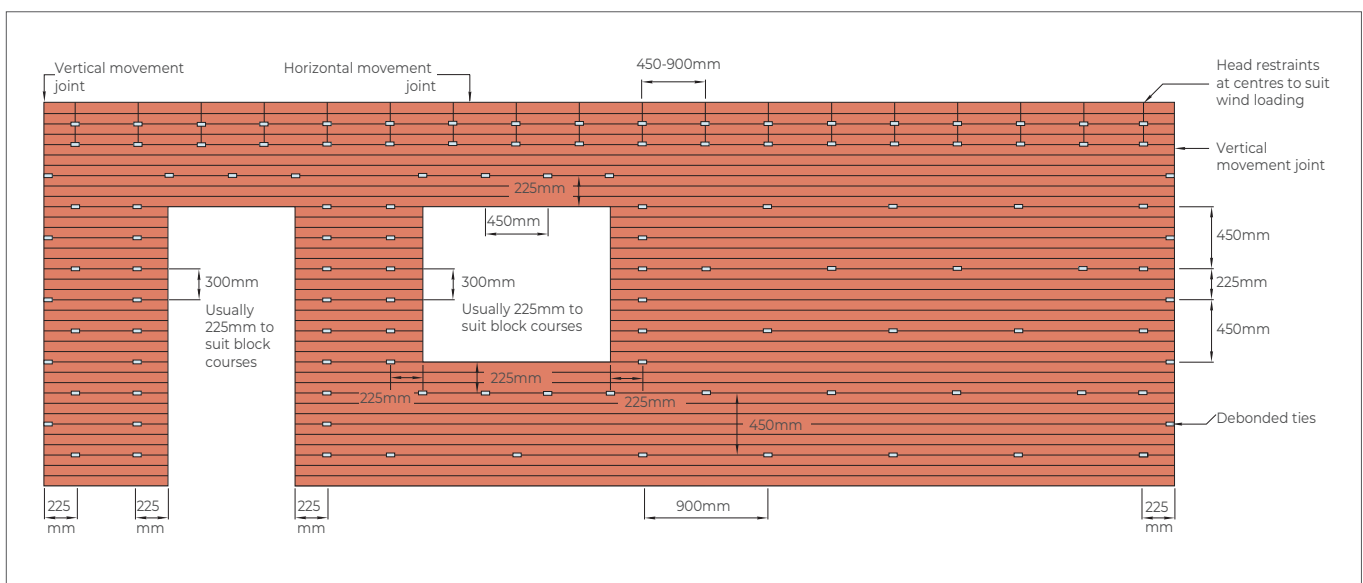 Vertical movement
joint
Horizontal movement
joint
450-900mm
Head restraints
at centres to suit
wind loading
Vertical
movement joint
225mm
450mm
450mm
300mm
Usually
225mm to
suit block
courses
300mm
Usually 225mm to
suit block courses
225mm
450mm
225mm
225mm
225mm
450mm
Debonded ties
225
mm
225
mm
225
mm
900mm
225
mm